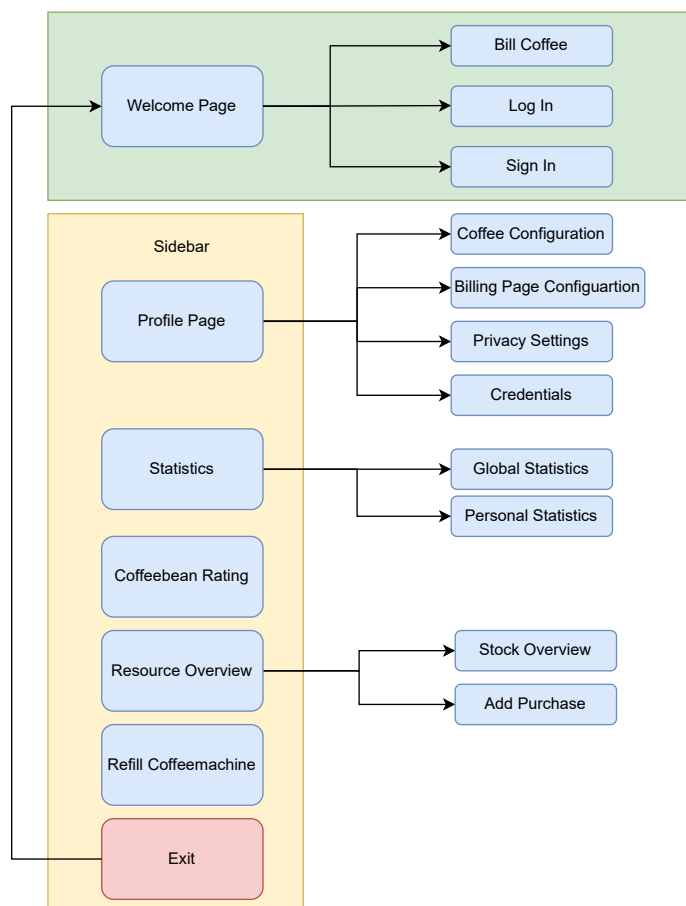 Bill Coffee
Welcome Page
Log In
Sign In
Sidebar
Coffee Configuration
Billing Page Configuartion
Profile Page
Privacy Settings
Credentials
Statistics
Global Statistics
Personal Statistics
Coffeebean Rating
Resource Overview
Stock Overview
Add Purchase
Refill Coffeemachine
Exit